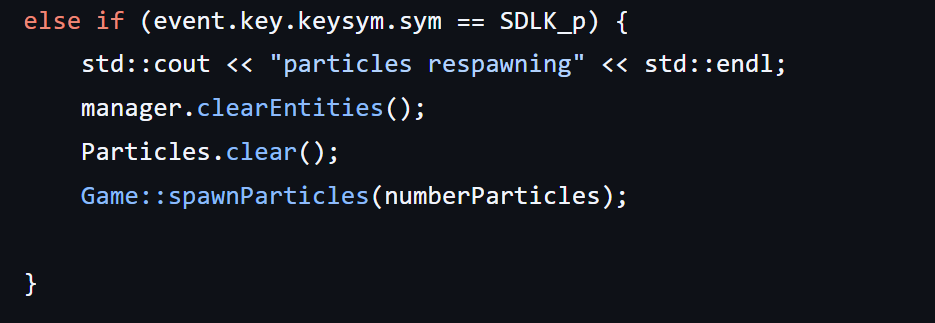 else if (event.key.keysym.sym == SDLK_p) {
    std::cout << "particles respawning" << std::endl;
    manager.clearEntities();
    Particles.clear();
    Game::spawnParticles(numberParticles);
}